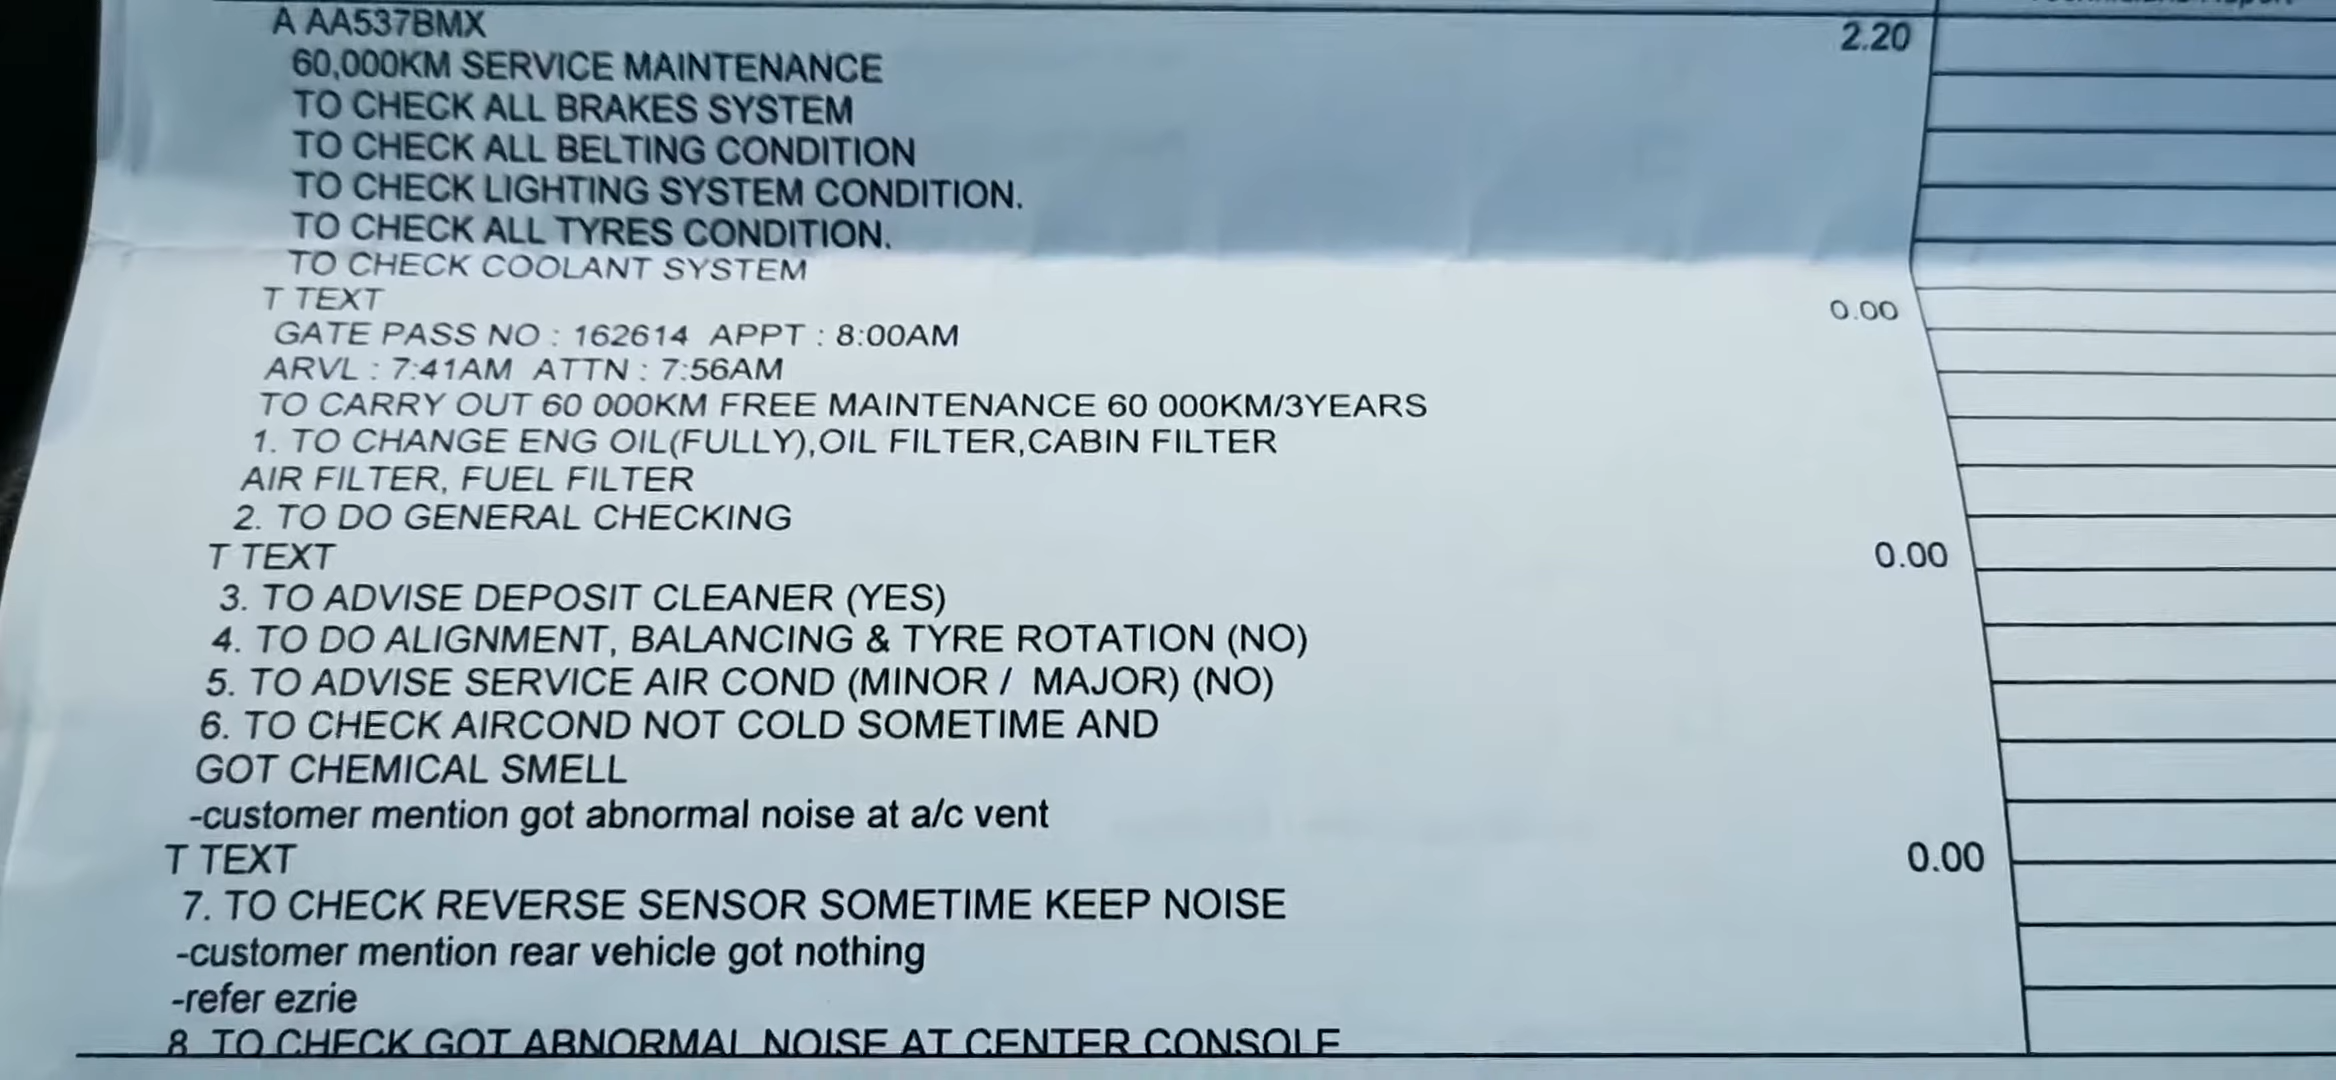 A AA537BMX 2.20
60,000KM SERVICE MAINTENANCE
TO CHECK ALL BRAKES SYSTEM
TO CHECK ALL BELTING CONDITION
TO CHECK LIGHTING SYSTEM CONDITION.
TO CHECK ALL TYRES CONDITION.
TO CHECK COOLANT SYSTEM
T TEXT 0.00
GATE PASS NO : 162614 APPT : 8:00AM
ARVL : 7:41AM ATTN : 7:56AM
TO CARRY OUT 60 000KM FREE MAINTENANCE 60 000KM/3YEARS
1. TO CHANGE ENG OIL(FULLY),OIL FILTER,CABIN FILTER
AIR FILTER, FUEL FILTER
2. TO DO GENERAL CHECKING
T TEXT 0.00
3. TO ADVISE DEPOSIT CLEANER (YES)
4. TO DO ALIGNMENT, BALANCING & TYRE ROTATION (NO)
5. TO ADVISE SERVICE AIR COND (MINOR / MAJOR) (NO)
6. TO CHECK AIRCOND NOT COLD SOMETIME AND
GOT CHEMICAL SMELL
-customer mention got abnormal noise at a/c vent
T TEXT 0.00
7. TO CHECK REVERSE SENSOR SOMETIME KEEP NOISE
-customer mention rear vehicle got nothing
-refer ezrie
8. TO CHECK GOT ABNORMAL NOISE AT CENTER CONSOLE